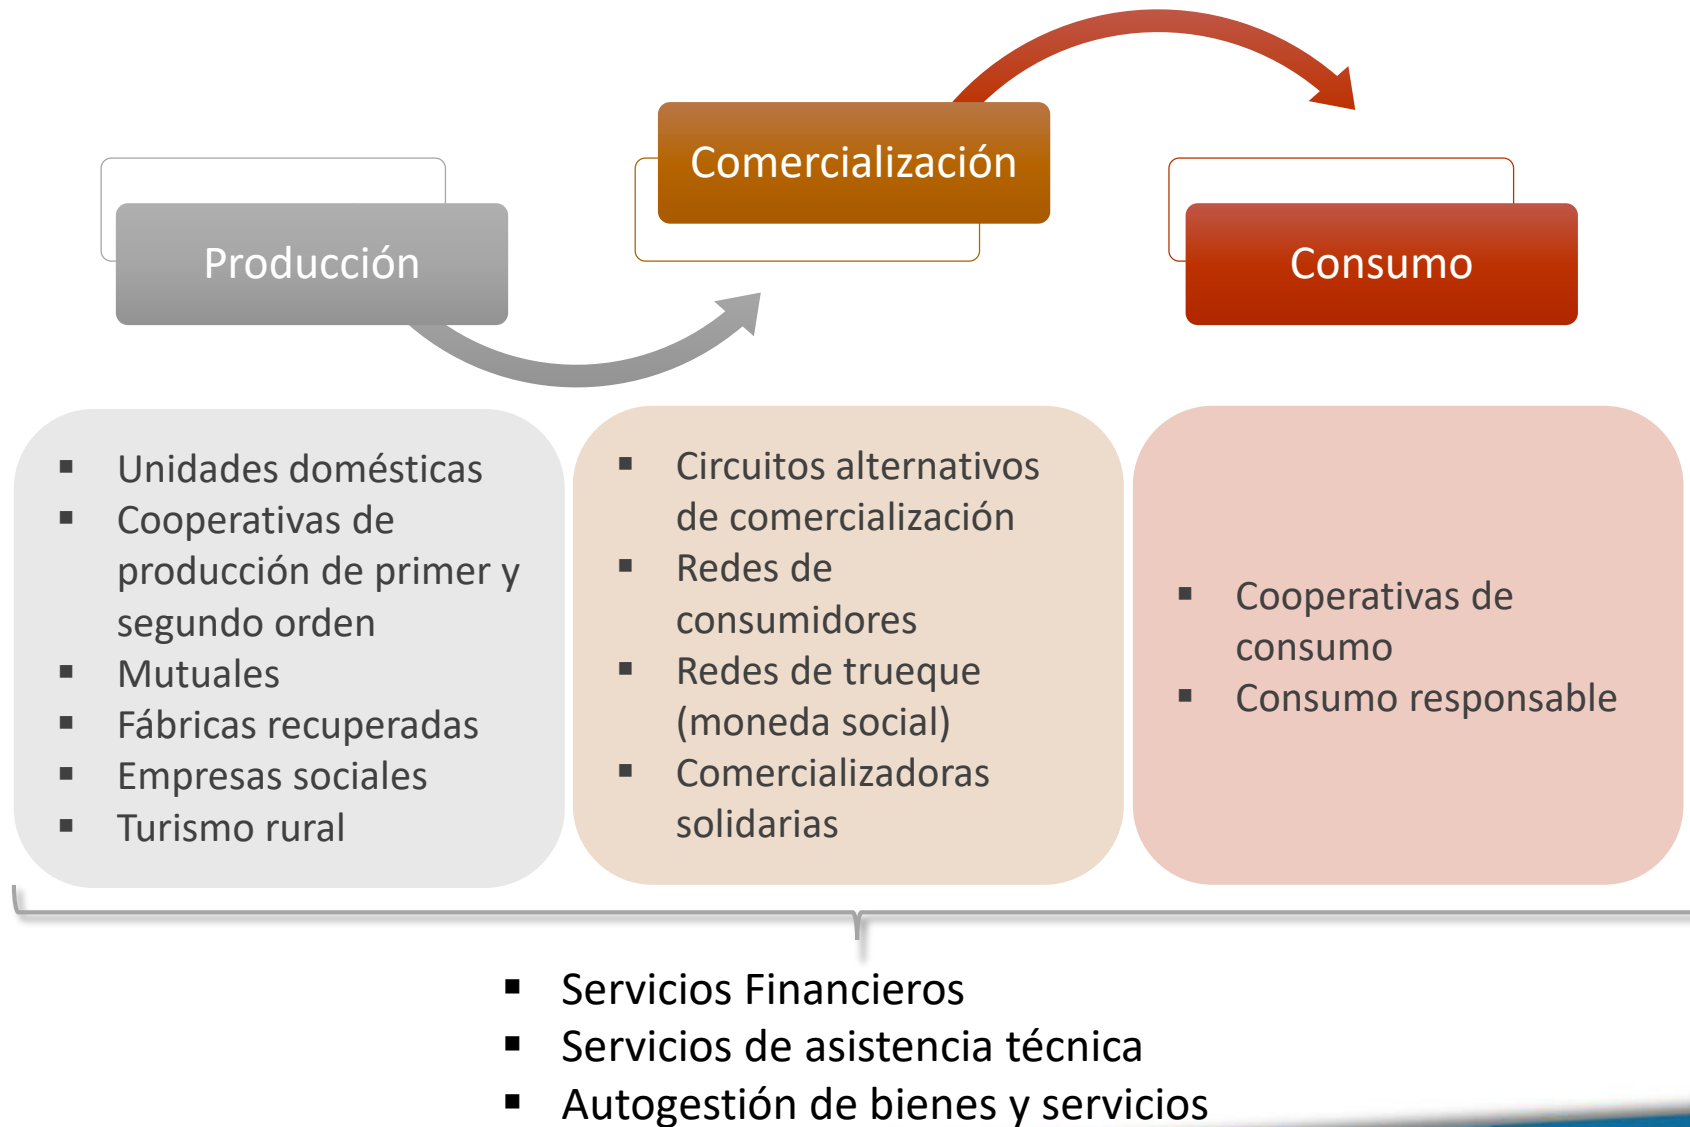 Comercialización
Producción
Consumo
▪ Unidades domésticas
▪ Cooperativas de
producción de primer y
segundo orden
▪ Mutuales
▪ Fábricas recuperadas
▪ Empresas sociales
▪ Turismo rural
▪ Circuitos alternativos
de comercialización
▪ Redes de
consumidores
▪ Redes de trueque
(moneda social)
▪ Comercializadoras
solidarias
▪ Cooperativas de
consumo
▪ Consumo responsable
▪ Servicios Financieros
▪ Servicios de asistencia técnica
▪ Autogestión de bienes y servicios